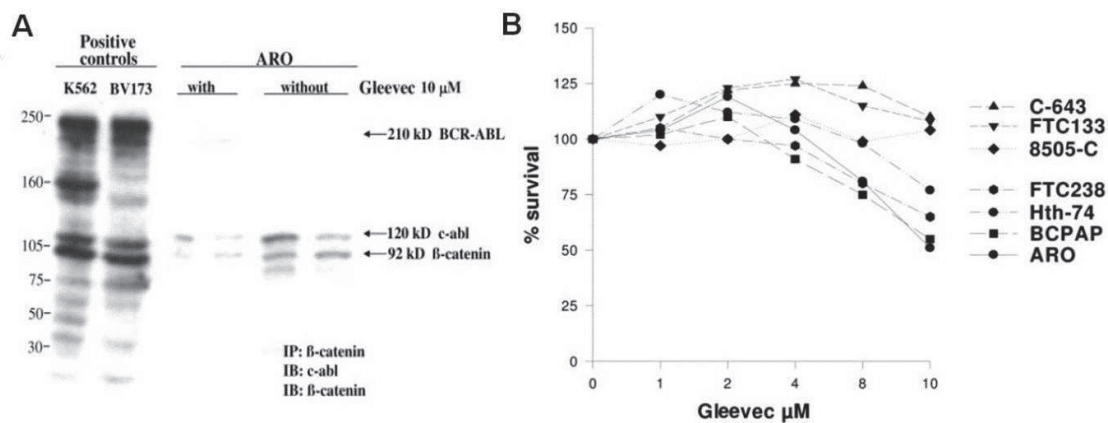 A
Positive
controls
ARO
K562 BV173 with without Gleevec 10 µM
250-
210 kD BCR-ABL
160-
120 kD c-abl
105-
92 kD ß-catenin
75-
50-
30-
IP: ß-catenin
IB: c-abl
IB: ß-catenin
B
150
125
100
75
50
25
0
% survival
0 1 2 4 8 10
Gleevec µM
C-643
FTC133
8505-C
FTC238
Hth-74
BCPAP
ARO